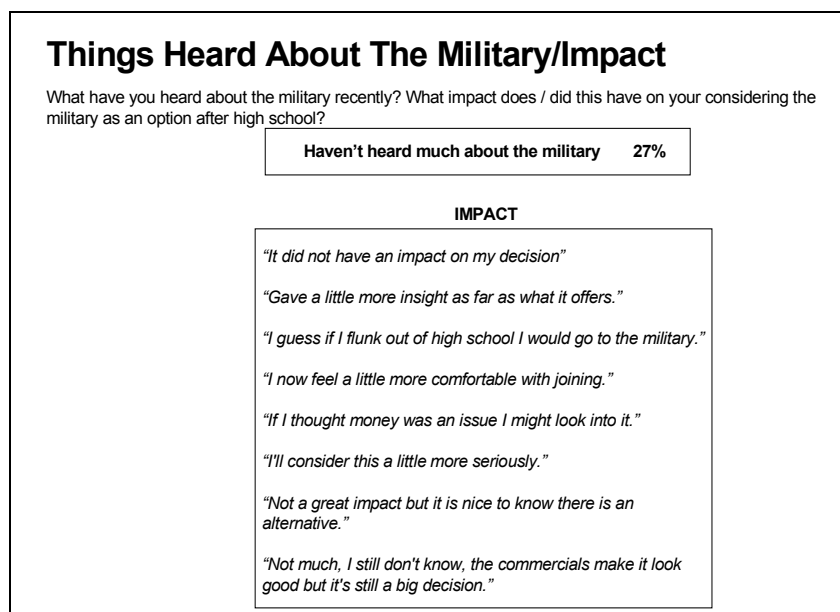 Things Heard About The Military/Impact
What have you heard about the military recently? What impact does / did this have on your considering the
military as an option after high school?
Haven’t heard much about the military 27%
IMPACT
“It did not have an impact on my decision”
“Gave a little more insight as far as what it offers.”
“I guess if I flunk out of high school I would go to the military.”
“I now feel a little more comfortable with joining.”
“If I thought money was an issue I might look into it.”
“I'll consider this a little more seriously.”
“Not a great impact but it is nice to know there is an
alternative.”
“Not much, I still don't know, the commercials make it look
good but it's still a big decision.”